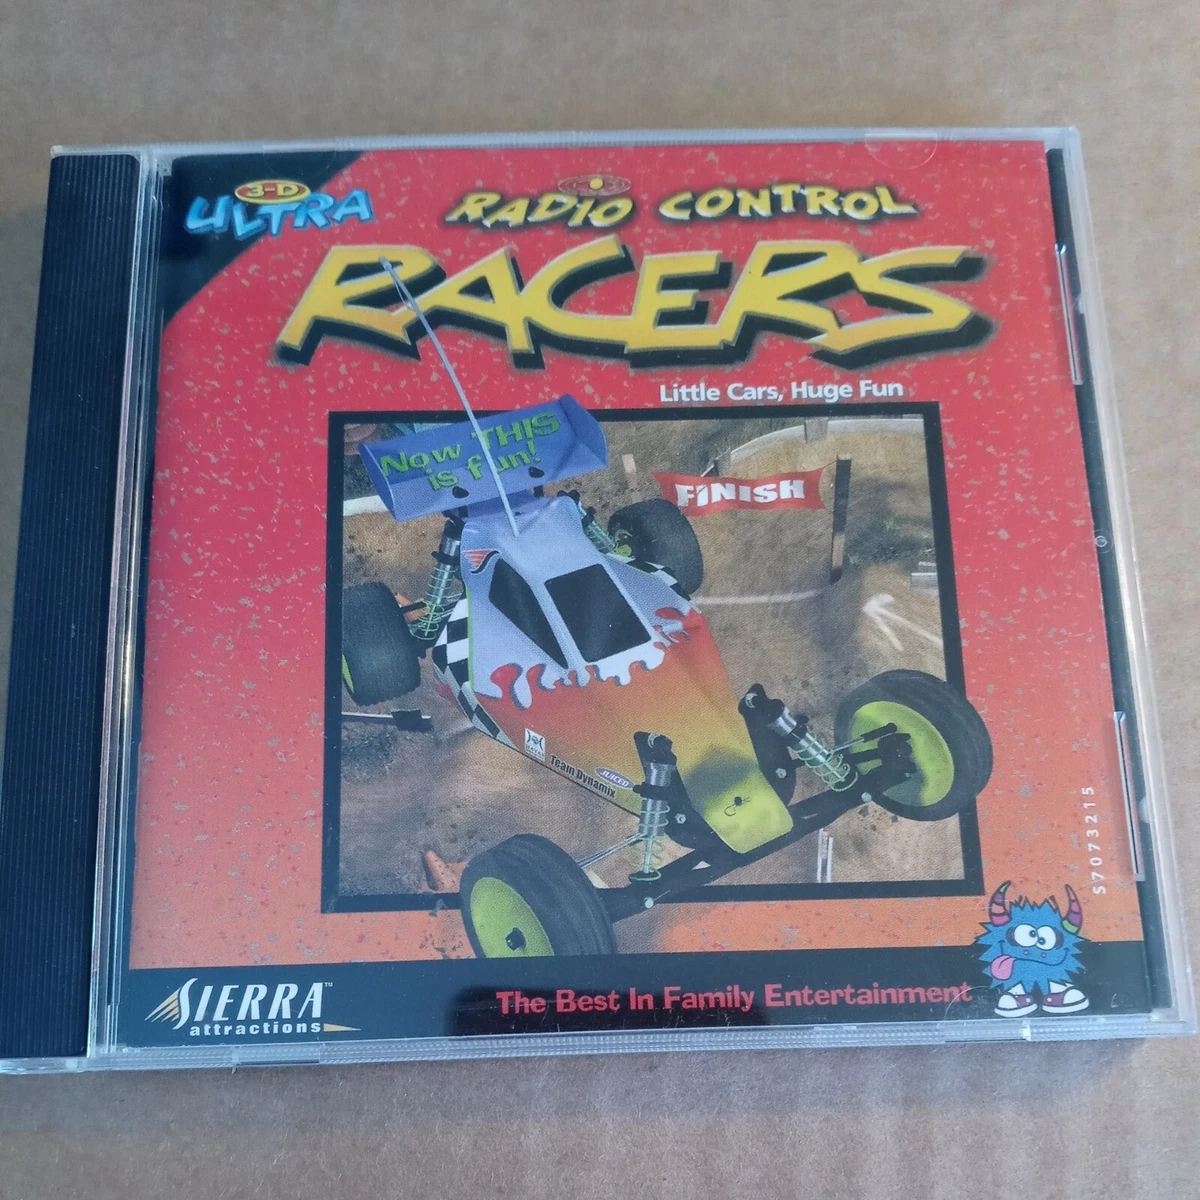 3-D
ULTRA
RADIO CONTROL
RACERS
Little Cars, Huge Fun
Now THIS
is fun!
FINISH
Team Dynamix
JUICED
S7073215
SIERRA™
attractions
The Best In Family Entertainment